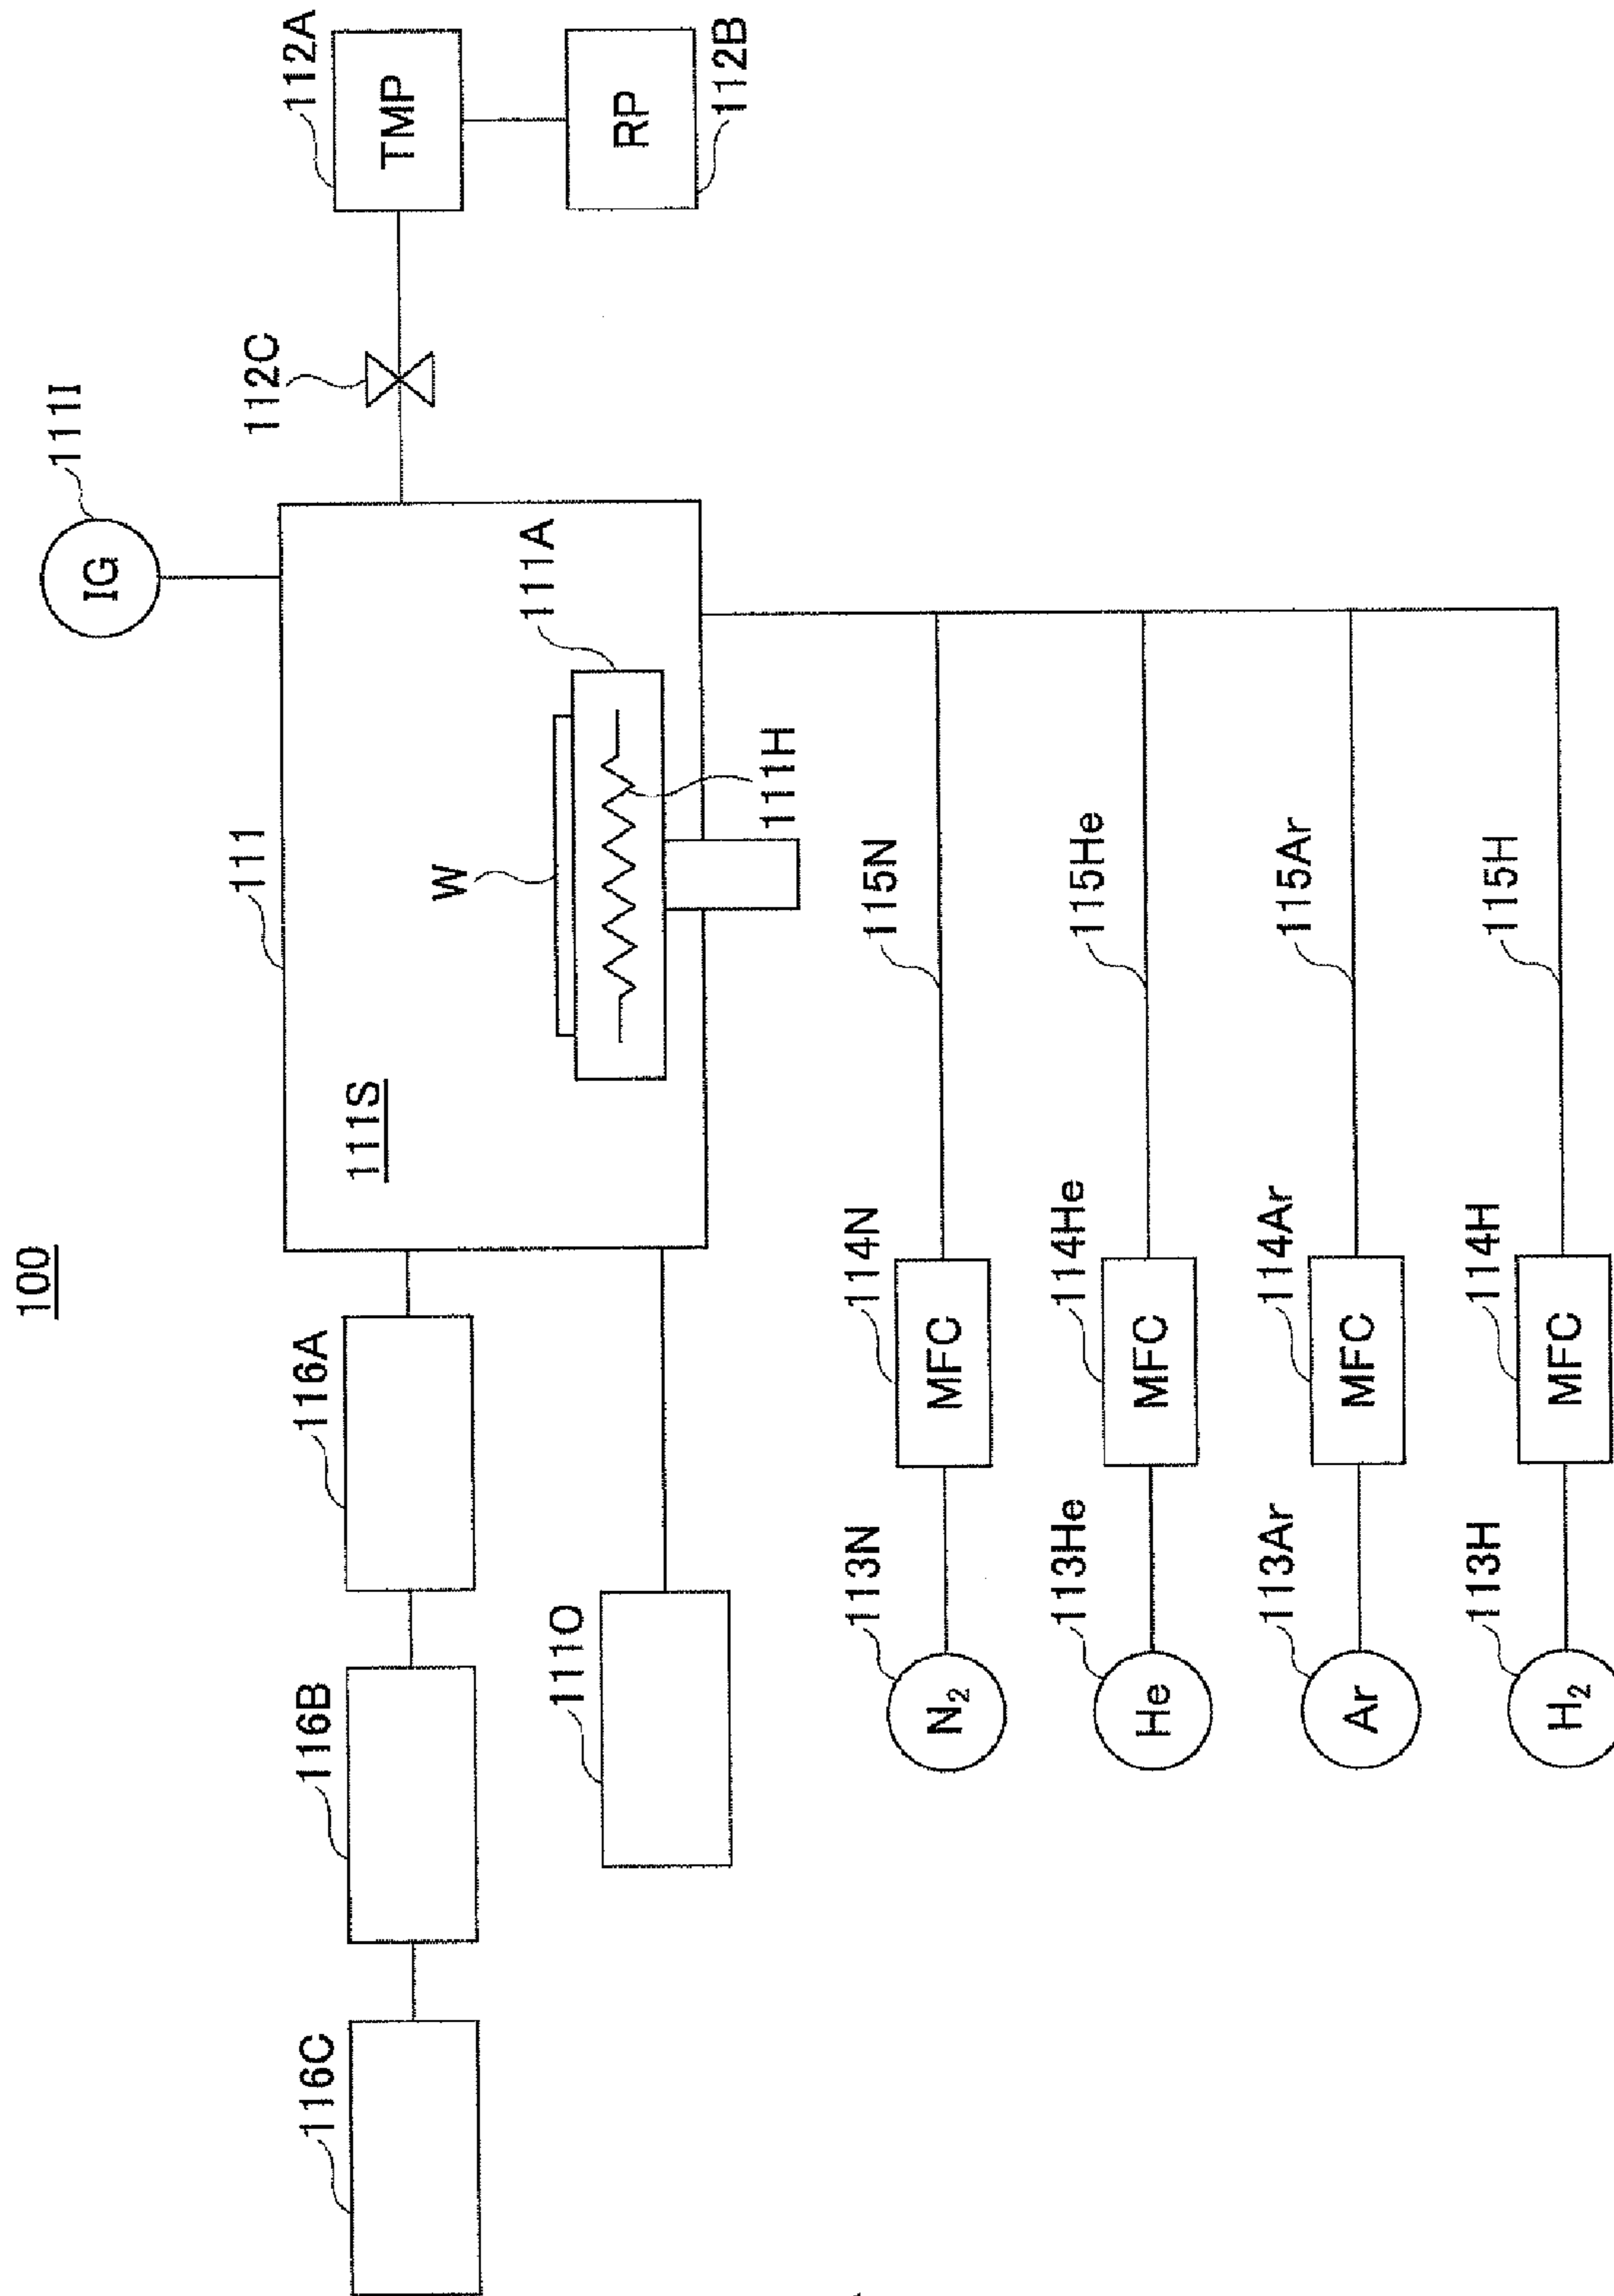 100
111I
IG
112C
112A
TMP
RP
112B
111
111S
W
111A
111H
116A
116B
116C
111O
113N
N₂
114N
MFC
115N
113He
He
114He
MFC
115He
113Ar
Ar
114Ar
MFC
115Ar
113H
H₂
114H
MFC
115H